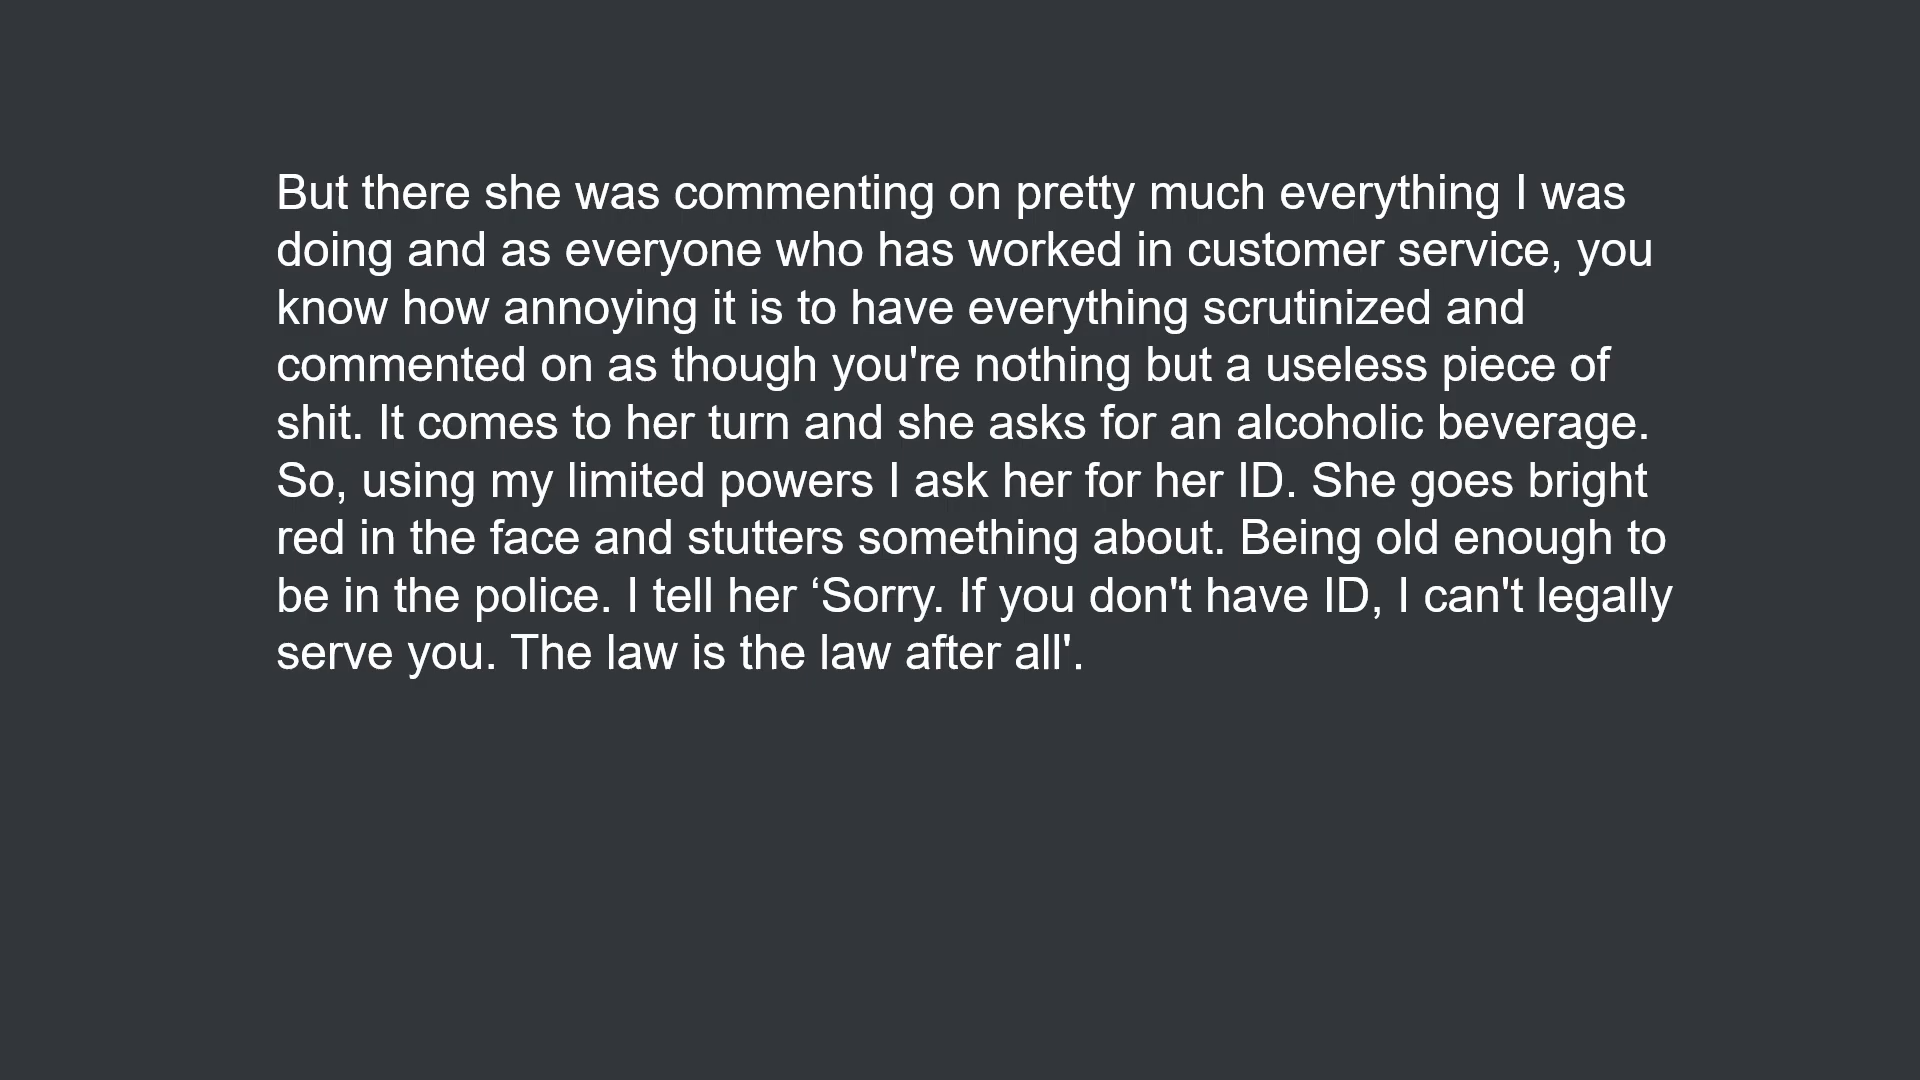 But there she was commenting on pretty much everything I was
doing and as everyone who has worked in customer service, you
know how annoying it is to have everything scrutinized and
commented on as though you're nothing but a useless piece of
shit. It comes to her turn and she asks for an alcoholic beverage.
So, using my limited powers I ask her for her ID. She goes bright
red in the face and stutters something about. Being old enough to
be in the police. I tell her ‘Sorry. If you don't have ID, I can't legally
serve you. The law is the law after all'.